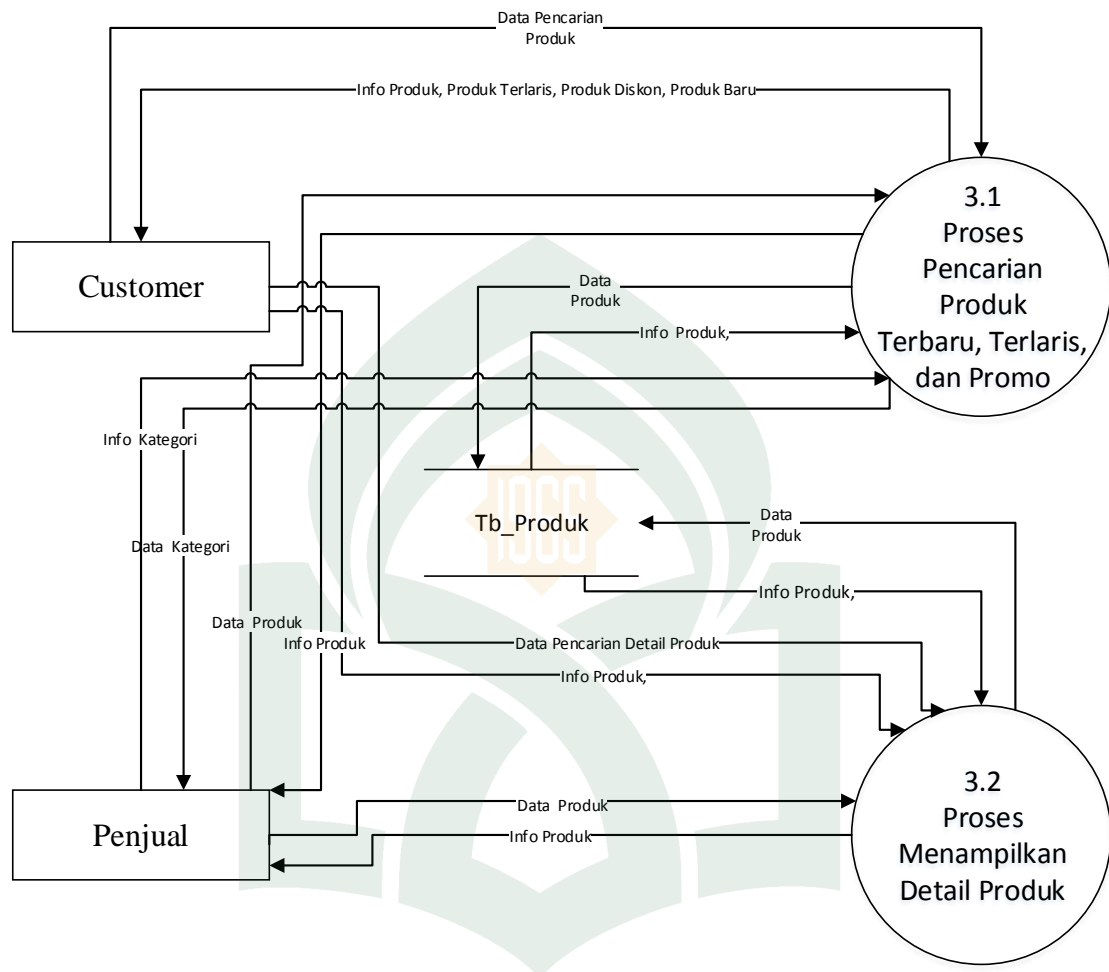 Data Pencarian
Produk
Info Produk, Produk Terlaris, Produk Diskon, Produk Baru
3.1
Proses
Pencarian
Produk
Terbaru, Terlaris,
dan Promo
Customer
Data
Produk
Info Produk,
Info Kategori
Tb_Produk
Data
Produk
Data Kategori
Info Produk,
Data Produk
Info Produk
Data Pencarian Detail Produk
Info Produk,
3.2
Proses
Menampilkan
Detail Produk
Penjual
Data Produk
Info Produk